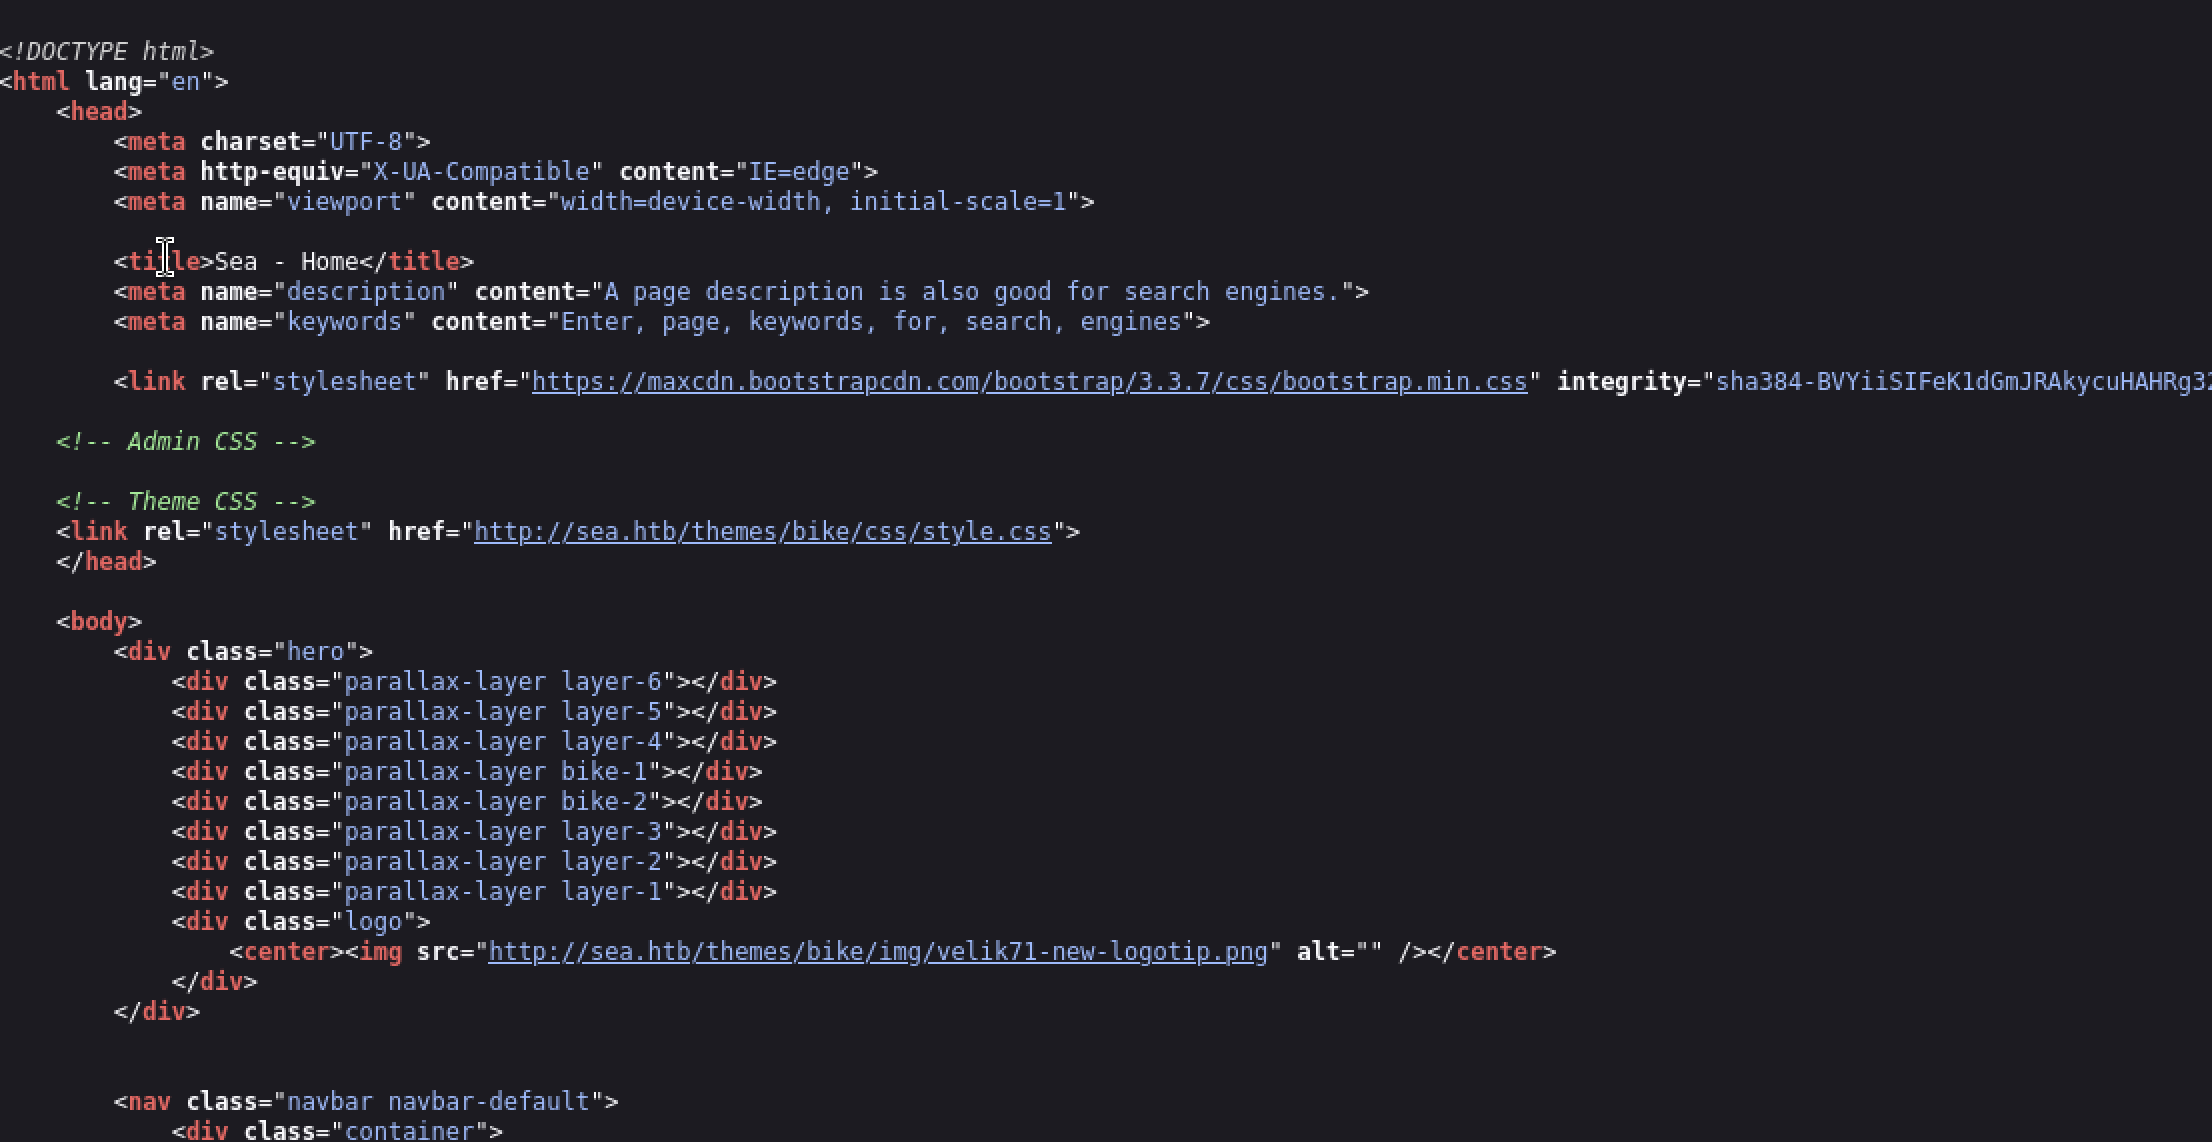 <!DOCTYPE html>
<html lang="en">
<head>
<meta charset="UTF-8">
<meta http-equiv="X-UA-Compatible" content="IE=edge">
<meta name="viewport" content="width=device-width, initial-scale=1">
<title>Sea - Home</title>
<meta name="description" content="A page description is also good for search engines.">
<meta name="keywords" content="Enter, page, keywords, for, search, engines">
<link rel="stylesheet" href="https://maxcdn.bootstrapcdn.com/bootstrap/3.3.7/css/bootstrap.min.css" integrity="sha384-BVYiiSIFeK1dGmJRAkycuHAHRg32
<!-- Admin CSS -->
<!-- Theme CSS -->
<link rel="stylesheet" href="http://sea.htb/themes/bike/css/style.css">
</head>
<body>
<div class="hero">
<div class="parallax-layer layer-6"></div>
<div class="parallax-layer layer-5"></div>
<div class="parallax-layer layer-4"></div>
<div class="parallax-layer bike-1"></div>
<div class="parallax-layer bike-2"></div>
<div class="parallax-layer layer-3"></div>
<div class="parallax-layer layer-2"></div>
<div class="parallax-layer layer-1"></div>
<div class="logo">
<center><img src="http://sea.htb/themes/bike/img/velik71-new-logotip.png" alt="" /></center>
</div>
</div>
<nav class="navbar navbar-default">
<div class="container">